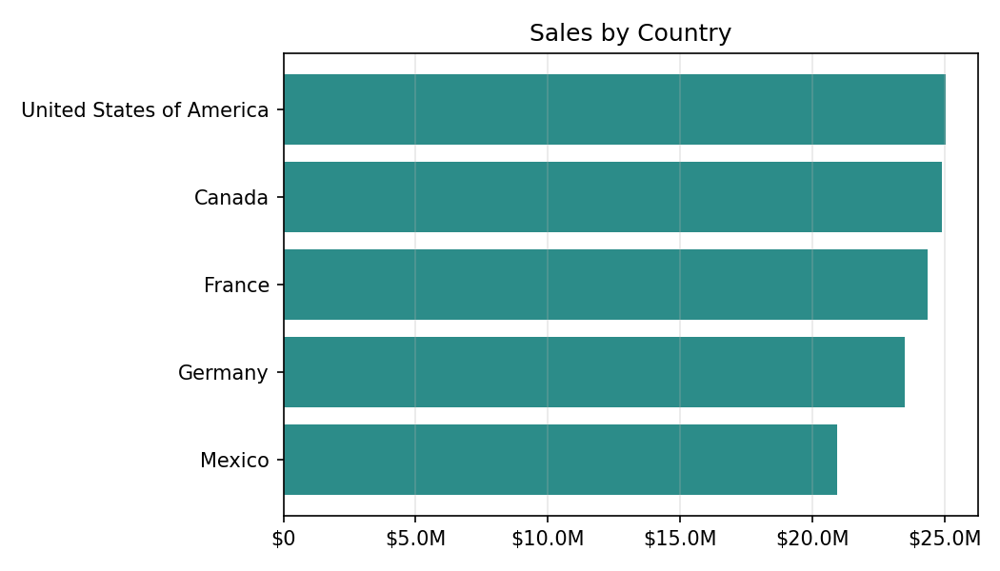 Sales by Country
United States of America
Canada
France
Germany
Mexico
$0 $5.0M $10.0M $15.0M $20.0M $25.0M